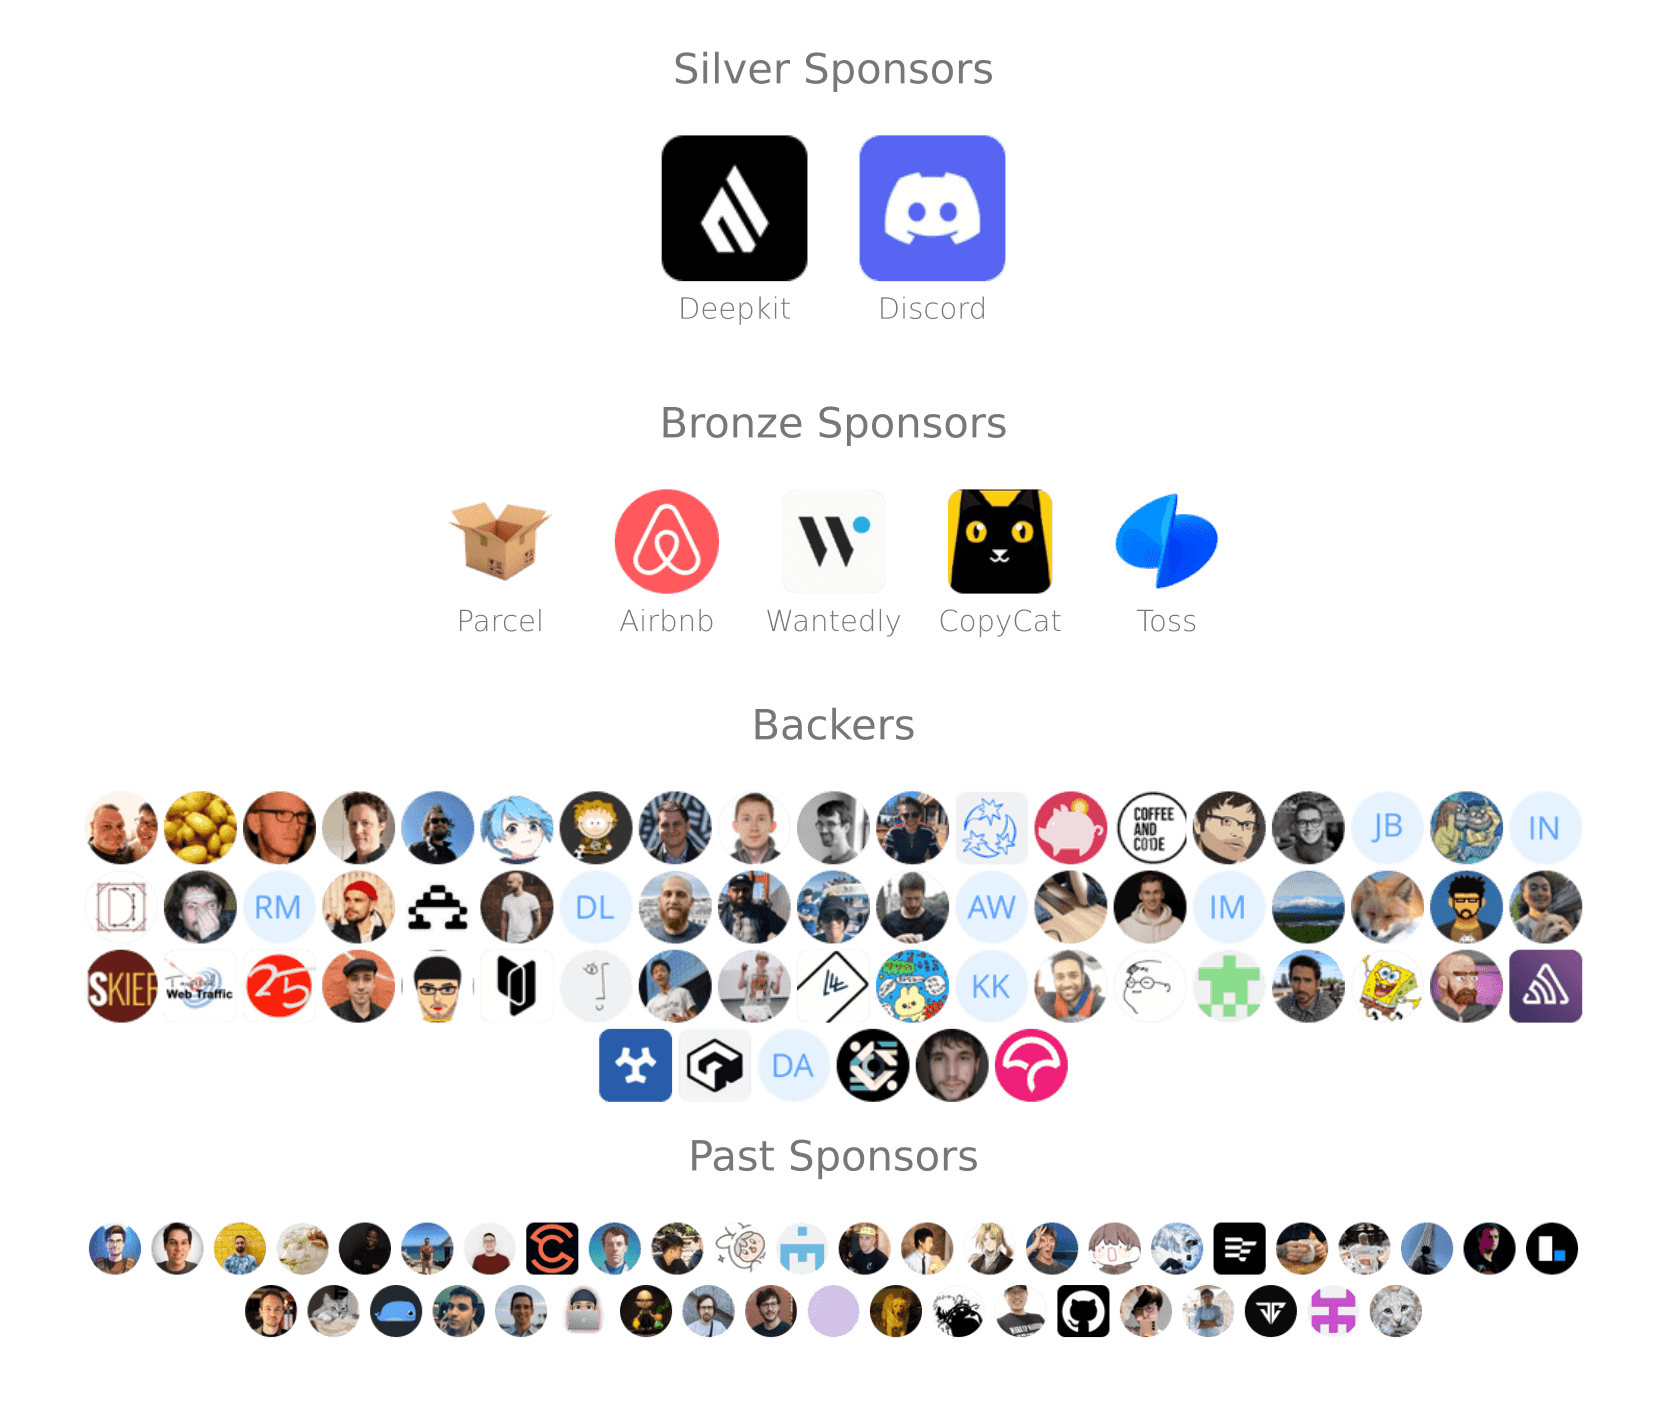 Silver Sponsors
Deepkit
Discord
Bronze Sponsors
Parcel
Airbnb
Wantedly
CopyCat
Toss
Backers
COFFEE
AND
CODE
JB
IN
RM
DL
AW
IM
SKIEF
Web Traffic
25
KK
DA
Past Sponsors